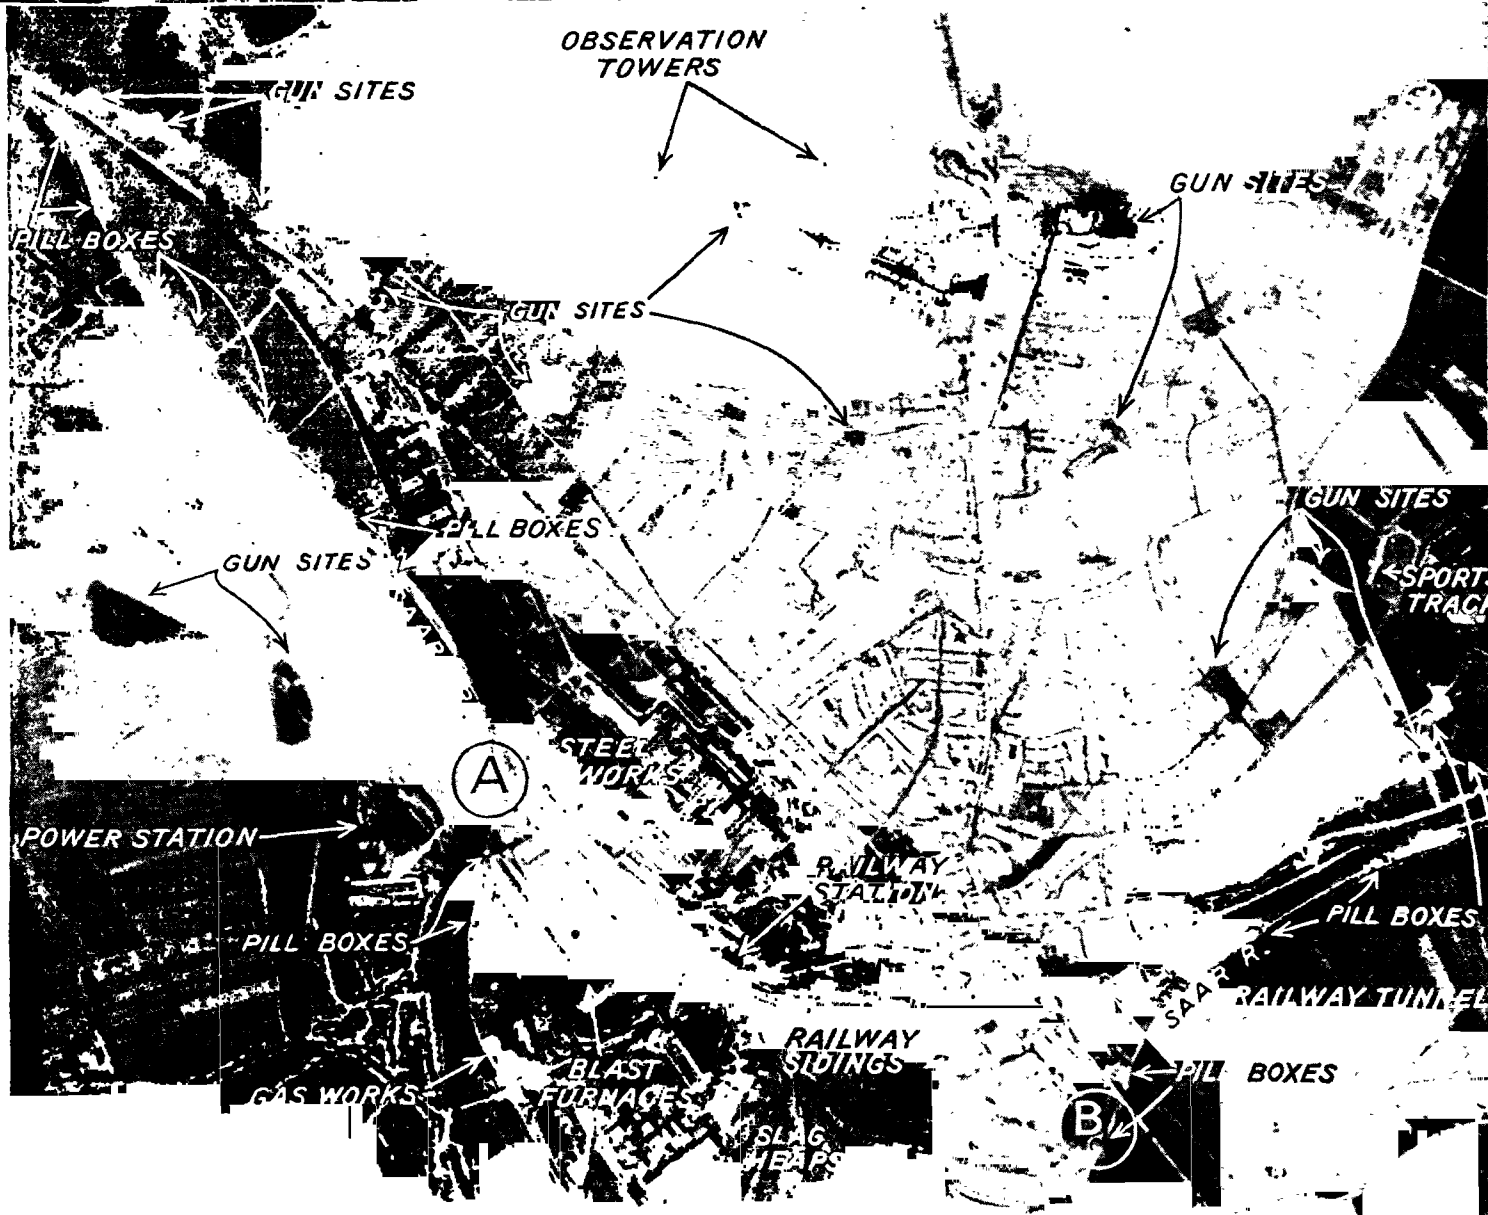 OBSERVATION
TOWERS
GUN SITES
GUN SITES
PILL BOXES
GUN SITES
GUN SITES
PILL BOXES
GUN SITES
SPORTS
TRACK
SAAR
STEEL
WORKS
A
POWER STATION
RAILWAY
STATION
PILL BOXES
PILL BOXES
SAAR R.
RAILWAY TUNNEL
RAILWAY
SIDINGS
BLAST
FURNACES
GAS WORKS
PILL BOXES
B
SLAG
HEAPS